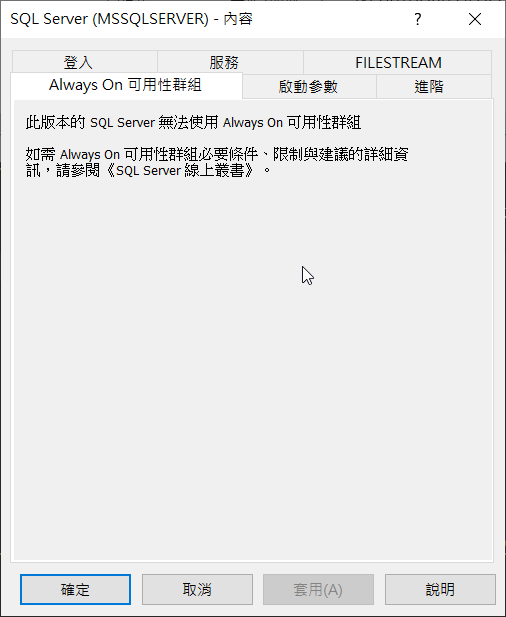 SQL Server (MSSQLSERVER) - 內容
?
登入 服務 FILESTREAM
Always On 可用性群組 啟動參數 進階
此版本的 SQL Server 無法使用 Always On 可用性群組
如需 Always On 可用性群組必要條件、限制與建議的詳細資
訊，請參閱《SQL Server 線上叢書》。
確定 取消 套用(A) 說明